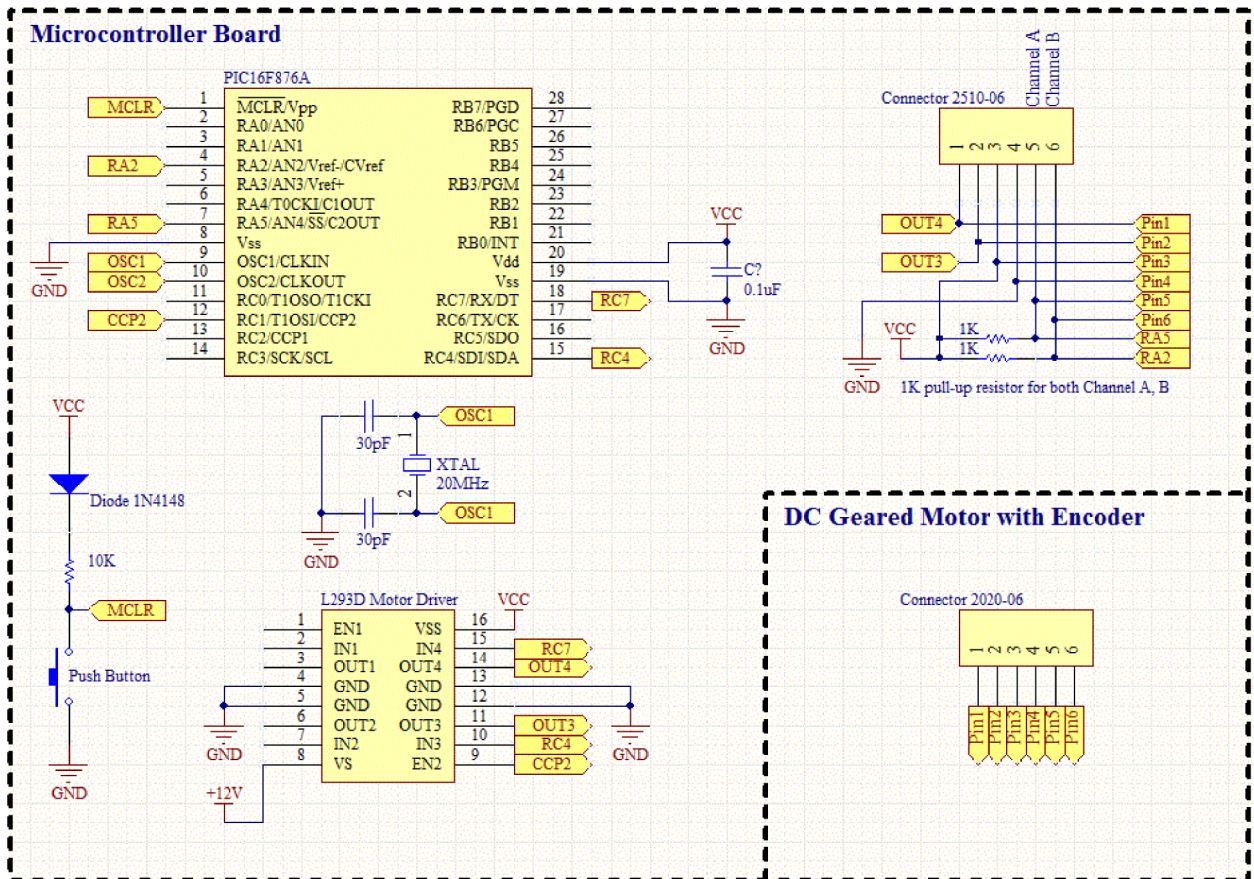 Microcontroller Board
PIC16F876A
MCLR
1
MCLR/Vpp
2
RA0/AN0
3
RA1/AN1
RA2
4
RA2/AN2/Vref-/CVref
5
RA3/AN3/Vref+
6
RA4/T0CKI/C1OUT
RA5
7
RA5/AN4/SS/C2OUT
8
Vss
GND
OSC1
9
OSC1/CLKIN
OSC2
10
OSC2/CLKOUT
11
RC0/T1OSO/T1CKI
CCP2
12
RC1/T1OSI/CCP2
13
RC2/CCP1
14
RC3/SCK/SCL
RB7/PGD
28
RB6/PGC
27
RB5
26
RB4
25
RB3/PGM
24
RB2
23
RB1
22
RB0/INT
21
Vdd
20
Vss
19
RC7/RX/DT
18
RC7
RC6/TX/CK
17
RC5/SDO
16
RC4/SDI/SDA
15
RC4
VCC
C?
0.1uF
GND
Connector 2510-06
Channel A
Channel B
1
2
3
4
5
6
OUT4
OUT3
Pin1
Pin2
Pin3
Pin4
Pin5
Pin6
RA5
RA2
VCC
1K
1K
GND
1K pull-up resistor for both Channel A, B
VCC
Diode 1N4148
10K
MCLR
Push Button
GND
30pF
OSC1
1
XTAL
20MHz
2
OSC1
30pF
GND
L293D Motor Driver
VCC
1
EN1
2
IN1
3
OUT1
4
GND
5
GND
6
OUT2
7
IN2
8
VS
GND
+12V
VSS
16
IN4
15
RC7
OUT4
14
OUT4
GND
13
GND
12
OUT3
11
OUT3
IN3
10
RC4
EN2
9
CCP2
GND
DC Geared Motor with Encoder
Connector 2020-06
1
2
3
4
5
6
Pin1
Pin2
Pin3
Pin4
Pin5
Pin6